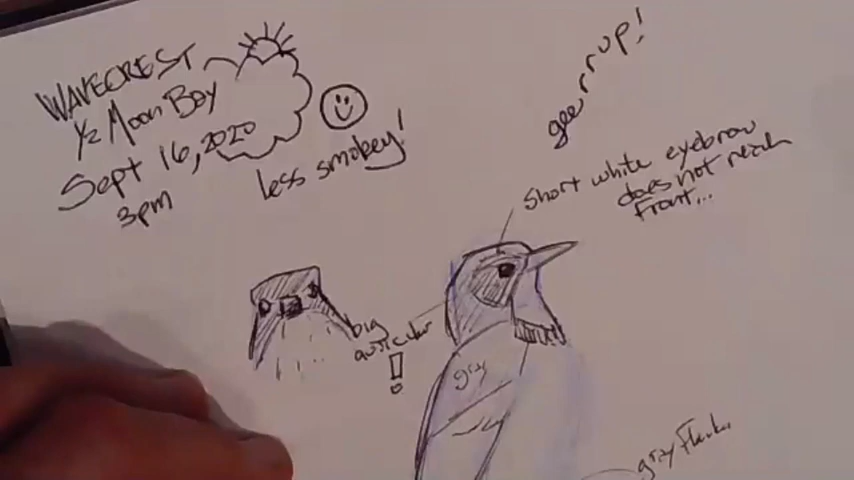 WAVECREST
1/2 Moon Bay
Sept 16, 2020
3pm
less smokey!
geerrrup!
short white eyebrow
does not reach
front...
big
auricular
!
gray
gray flanks